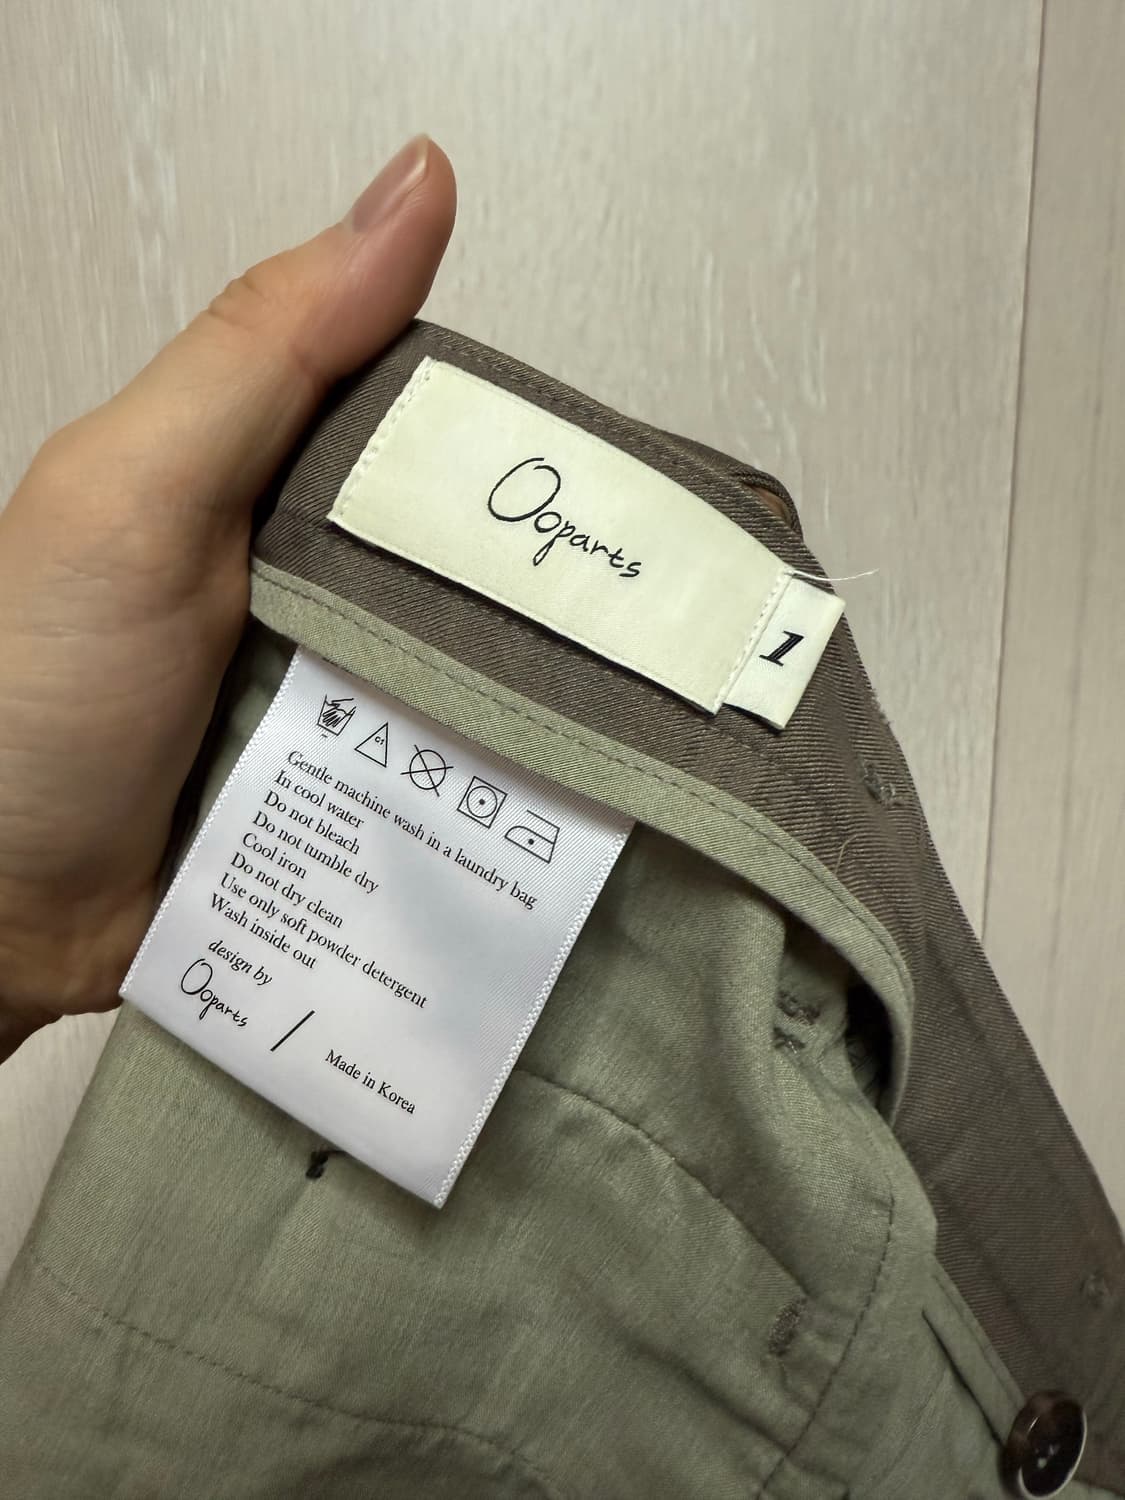 Ooparts
1
Cl
Gentle machine wash in a laundry bag
In cool water
Do not bleach
Do not tumble dry
Cool iron
Do not dry clean
Use only soft powder detergent
Wash inside out
design by
Ooparts
/
Made in Korea